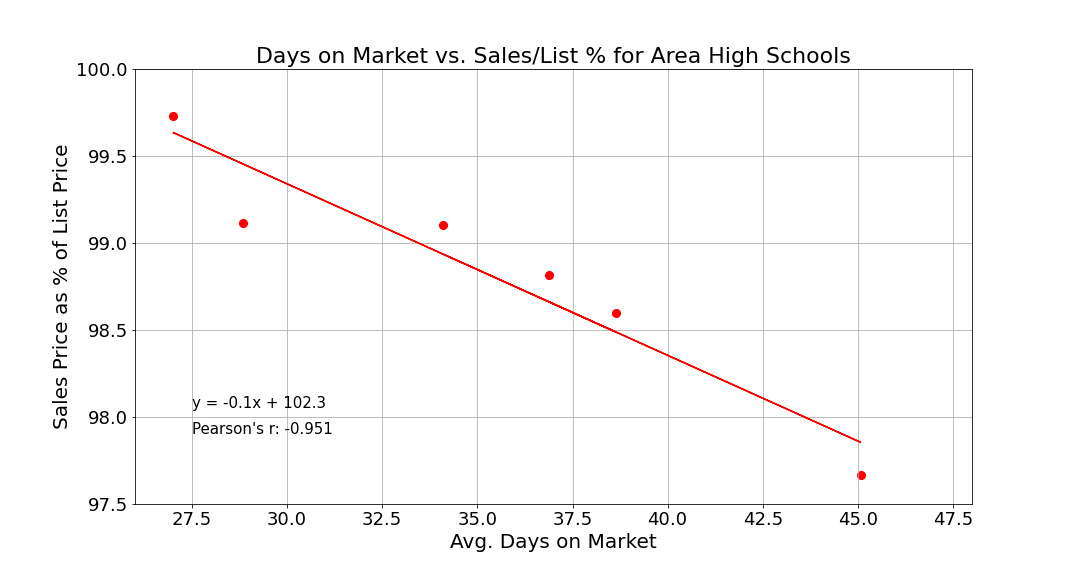 Days on Market vs. Sales/List % for Area High Schools
100.0
99.5
99.0
98.5
98.0
97.5
Sales Price as % of List Price
y = -0.1x + 102.3
Pearson's r: -0.951
27.5 30.0 32.5 35.0 37.5 40.0 42.5 45.0 47.5
Avg. Days on Market